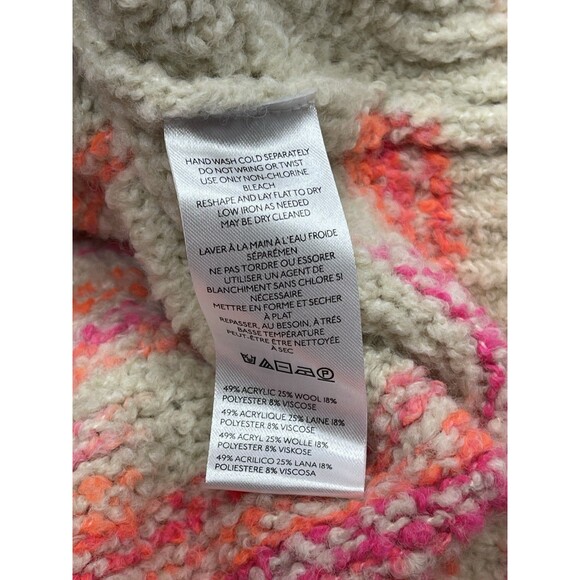 HAND WASH COLD SEPARATELY
DO NOT WRING OR TWIST
USE ONLY NON-CHLORINE
BLEACH
RESHAPE AND LAY FLAT TO DRY
LOW IRON AS NEEDED
MAY BE DRY CLEANED
LAVER À LA MAIN À L'EAU FROIDE
SÉPARÉMEN
NE PAS TORDRE OU ESSORER
UTILISER UN AGENT DE
BLANCHIMENT SANS CHLORE SI
NÉCESSAIRE
METTRE EN FORME ET SECHER
À PLAT
REPASSER, AU BESOIN, À TRÈS
BASSE TEMPÉRATURE
PEUT-ÊTRE ÊTRE NETTOYÉE
À SEC
P
49% ACRYLIC 25% WOOL 18%
POLYESTER 8% VISCOSE
49% ACRYLIQUE 25% LAINE 18%
POLYESTER 8% VISCOSE
49% ACRYL 25% WOLLE 18%
POLYESTER 8% VISKOSE
49% ACRILICO 25% LANA 18%
POLIESTERE 8% VISCOSA